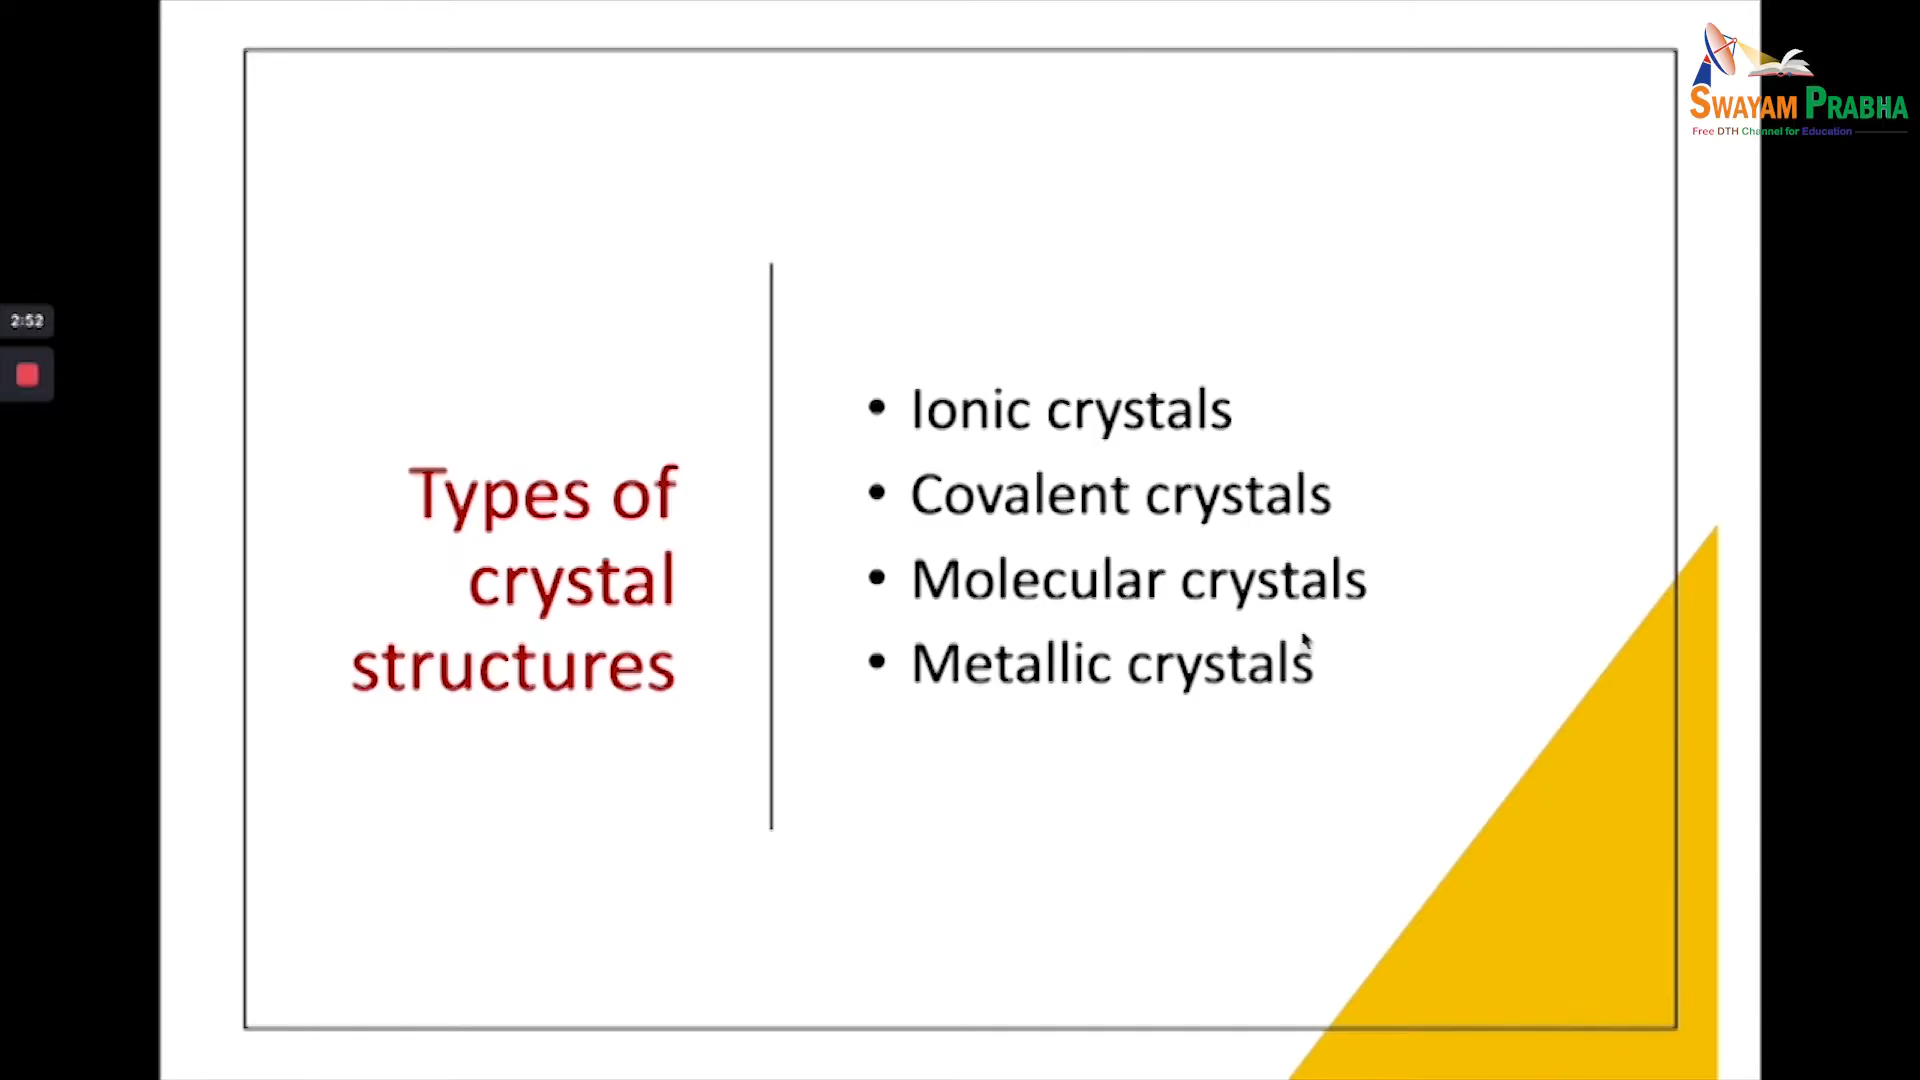 SWAYAM PRABHA
Free DTH Channel for Education
2:52
Types of
crystal
structures
• Ionic crystals
• Covalent crystals
• Molecular crystals
• Metallic crystals